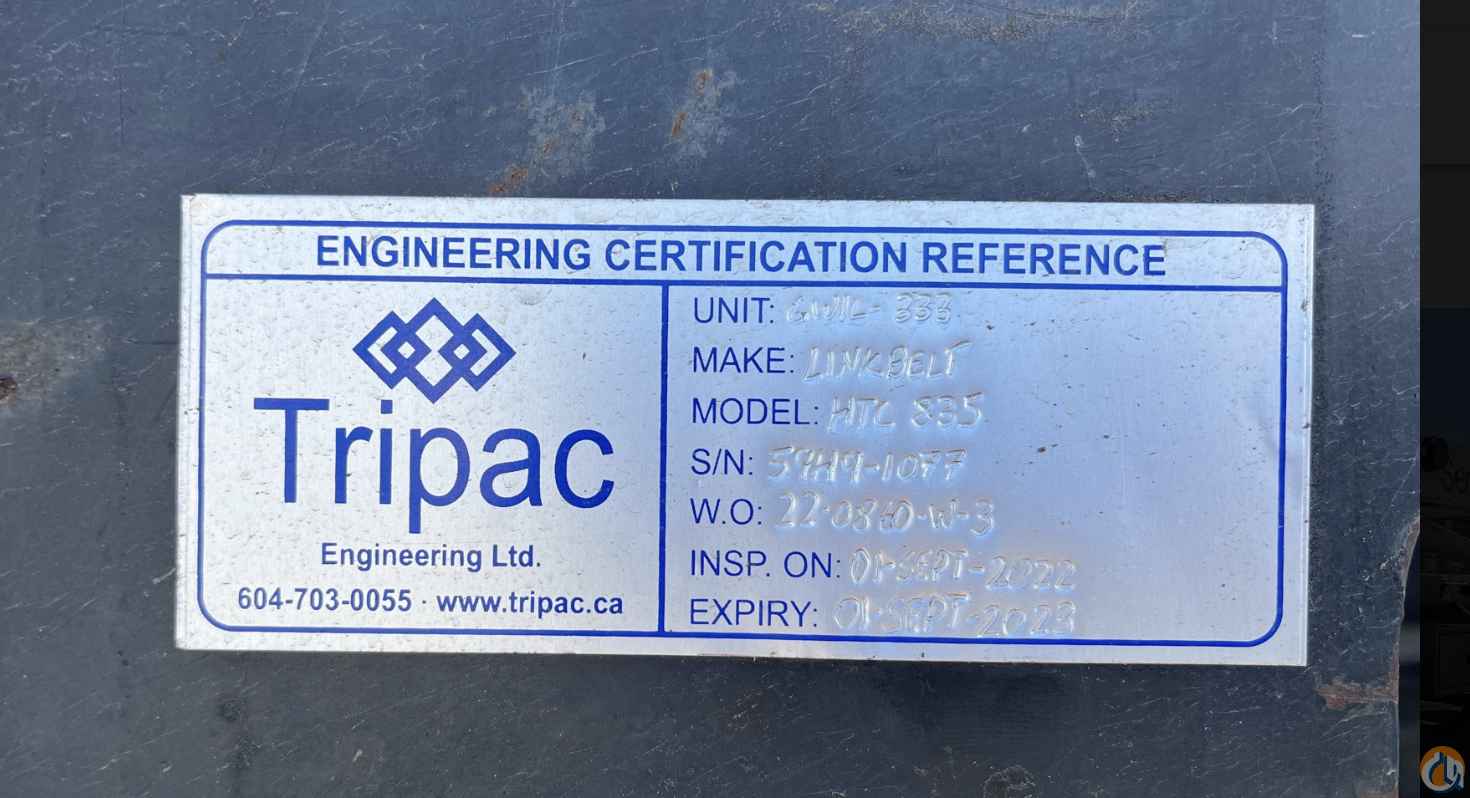 ENGINEERING CERTIFICATION REFERENCE
Tripac
Engineering Ltd.
604-703-0055 · www.tripac.ca
UNIT: GWIL-333
MAKE: LINKBELT
MODEL: HTC 835
S/N: 59H9-1077
W.O: 22-0860-W-3
INSP. ON: 01-SEPT-2022
EXPIRY: 01-SEPT-2023